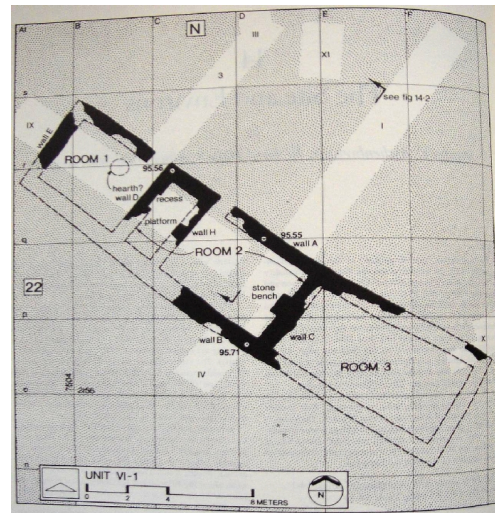 At
B
C
D
E
F
N
III
XI
3
I
see fig 14-2
s
IX
wall E
ROOM 1
95.56
r
hearth?
wall D
recess
platform
wall H
95.55
wall A
q
ROOM 2
22
stone
bench
p
wall B
wall C
95.71
X
ROOM 3
IV
o
2156
n
UNIT VI-1
0 2 4 8 METERS
N